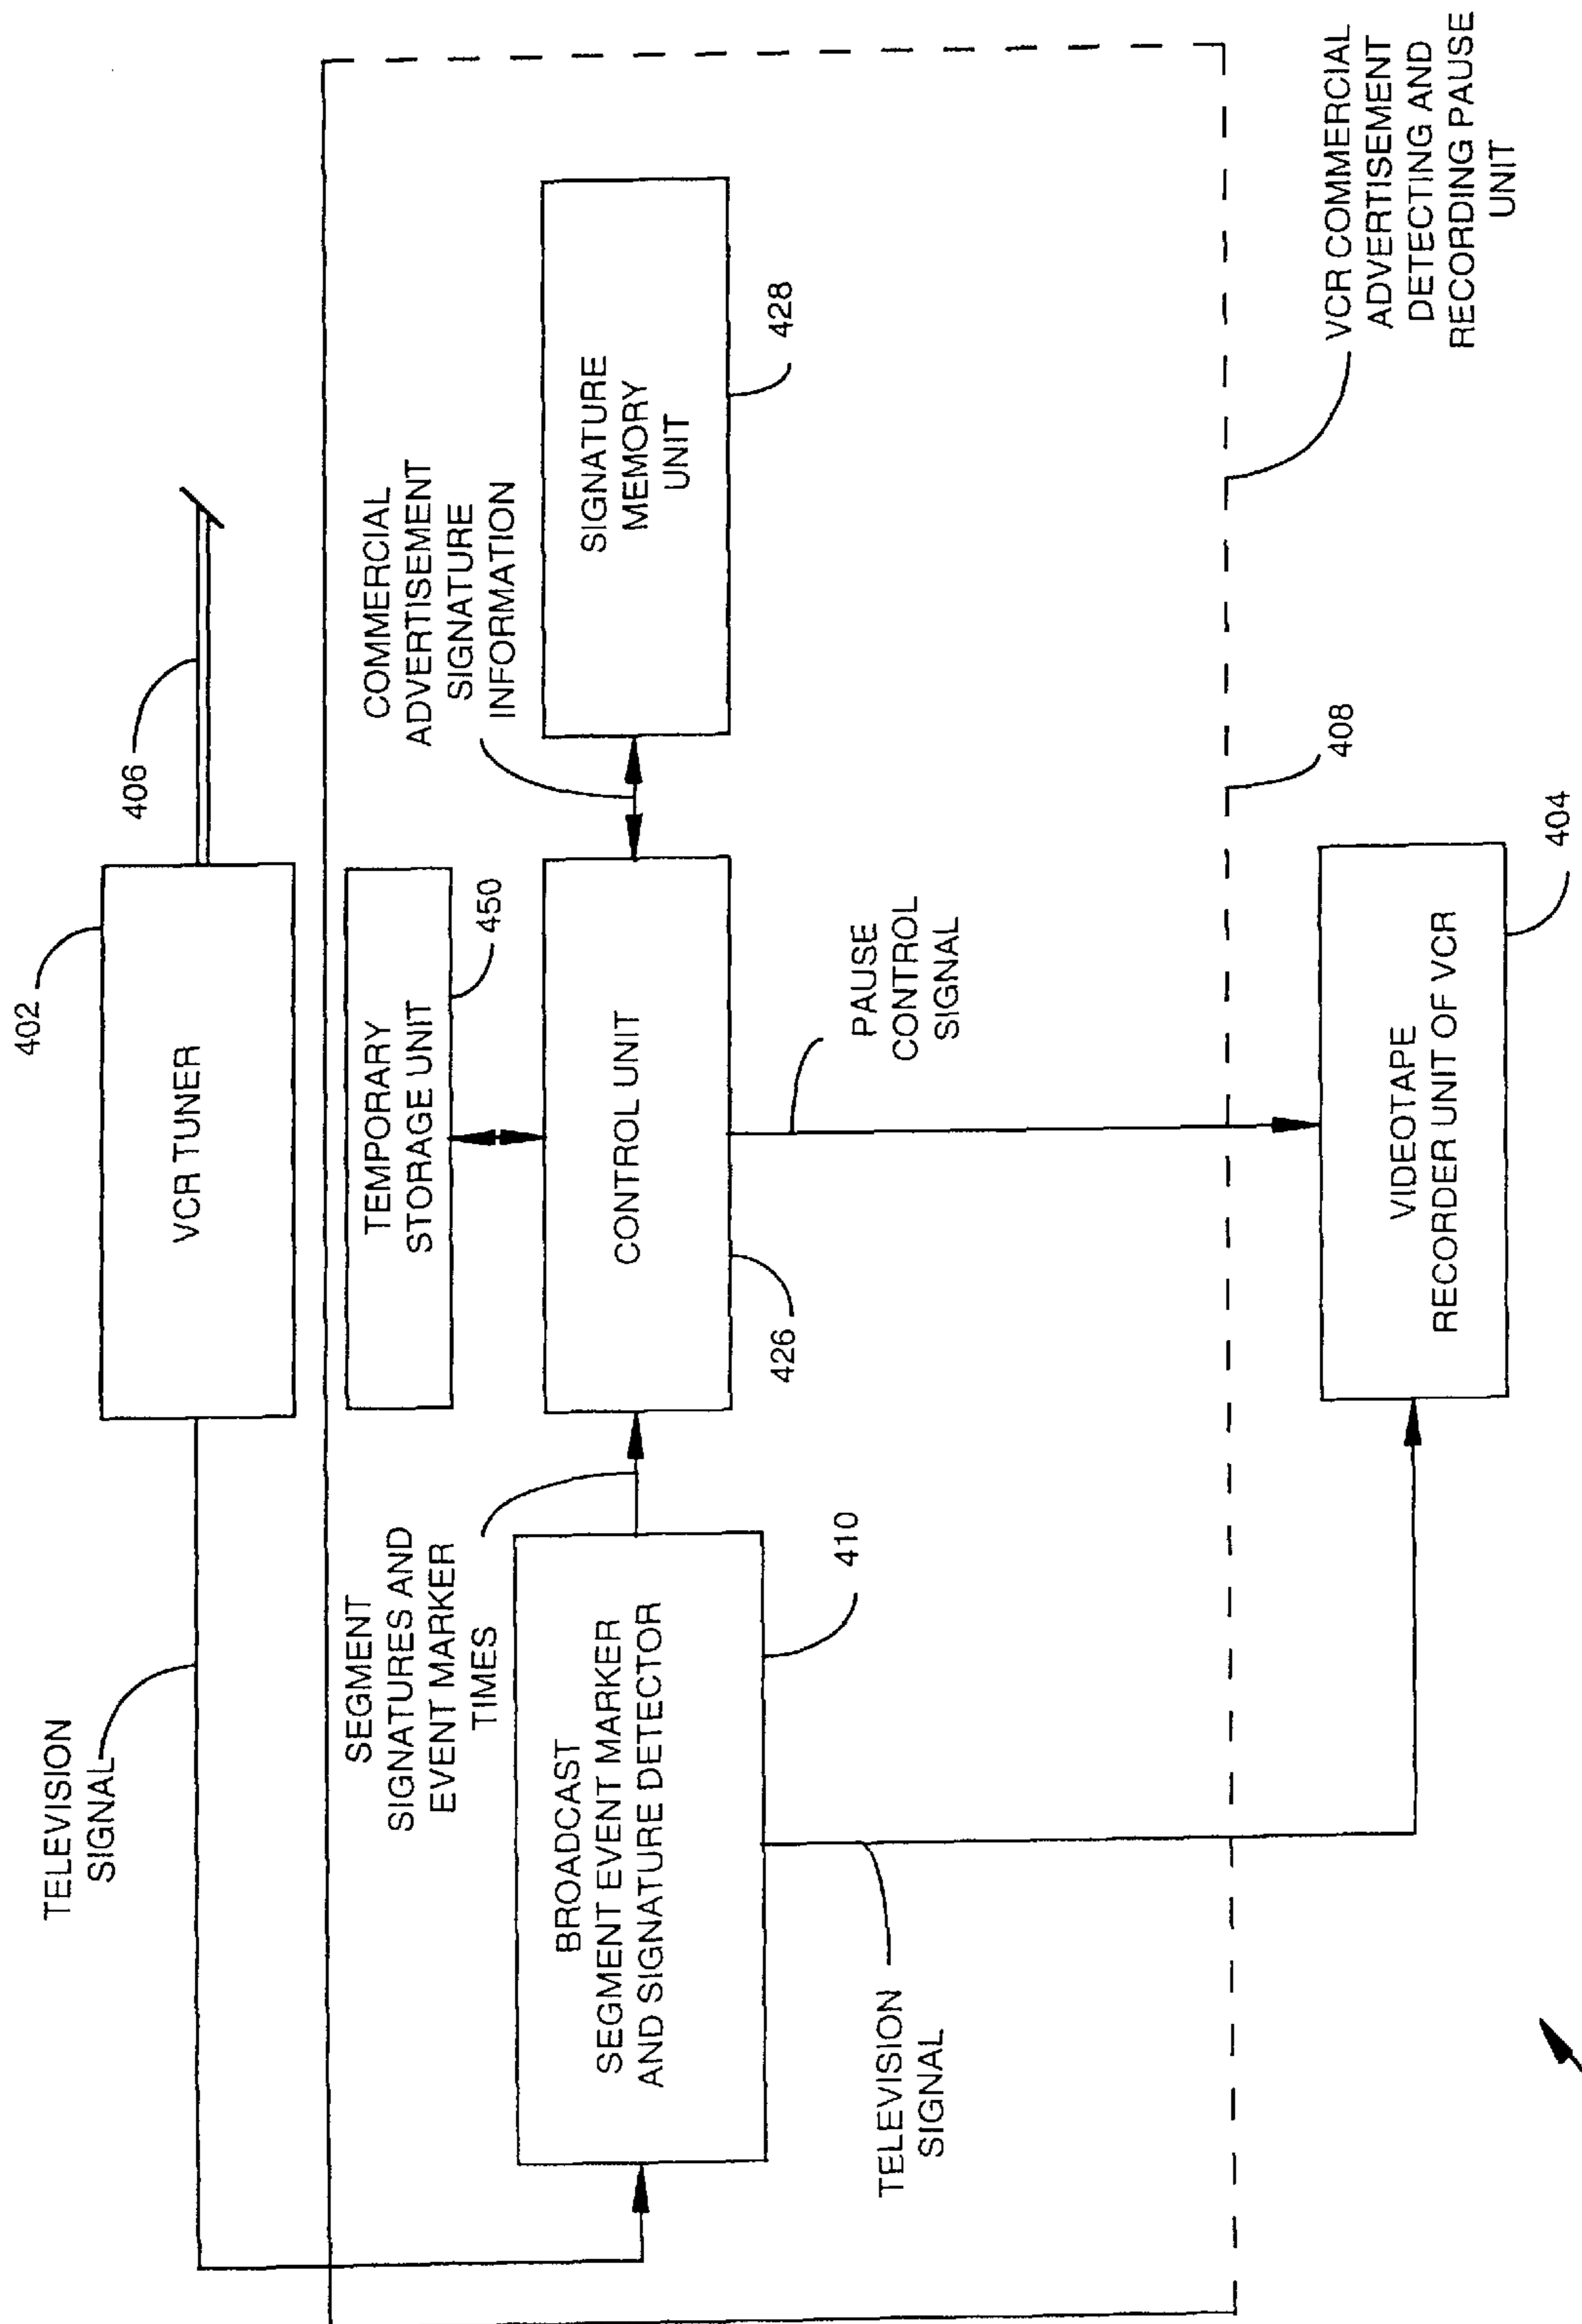 402
VCR TUNER
406
TELEVISION
SIGNAL
SEGMENT
SIGNATURES AND
EVENT MARKER
TIMES
TEMPORARY
STORAGE UNIT
450
COMMERCIAL
ADVERTISEMENT
SIGNATURE
INFORMATION
BROADCAST
SEGMENT EVENT MARKER
AND SIGNATURE DETECTOR
410
CONTROL UNIT
426
SIGNATURE
MEMORY
UNIT
428
TELEVISION
SIGNAL
PAUSE
CONTROL
SIGNAL
408
VCR COMMERCIAL
ADVERTISEMENT
DETECTING AND
RECORDING PAUSE
UNIT
VIDEOTAPE
RECORDER UNIT OF VCR
404